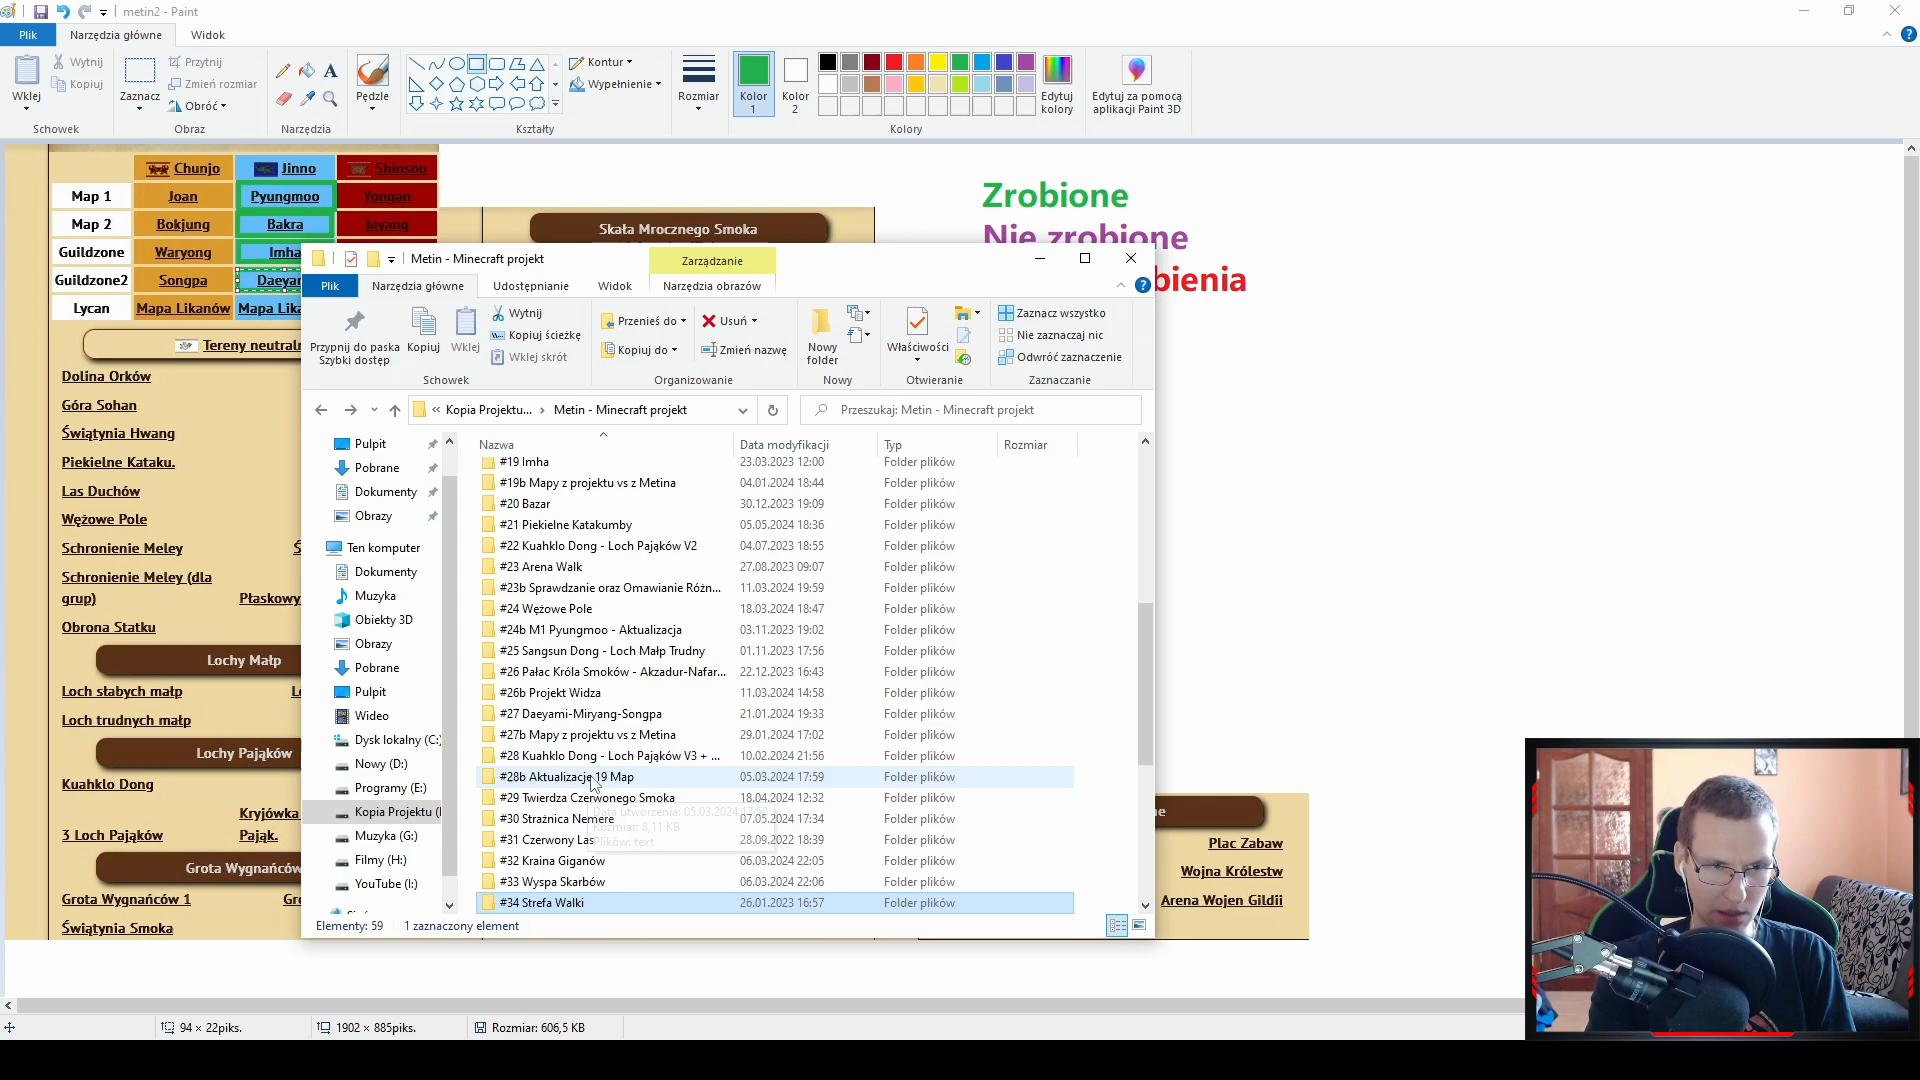 metin2 - Paint
Plik
Narzędzia główne
Widok
Wklej
Wytnij
Kopiuj
Schowek
Zaznacz
Przytnij
Zmień rozmiar
Obróć
Obraz
Narzędzia
Pędzle
Kształty
Kontur
Wypełnienie
Rozmiar
Kolor 1
Kolor 2
Kolory
Edytuj kolory
Edytuj za pomocą aplikacji Paint 3D
Chunjo Jinno Shinsoo
Map 1 Joan Pyungmoo Yongan
Map 2 Bokjung Bakra Jayang
Guildzone Waryong Imha
Guildzone2 Songpa Daeyam
Lycan Mapa Likanów Mapa Lika
Tereny neutraln
Dolina Orków
Góra Sohan
Świątynia Hwang
Piekielne Kataku.
Las Duchów
Wężowe Pole
Schronienie Meley
Schronienie Meley (dla
grup) Płaskowy
Obrona Statku
Lochy Małp
Loch słabych małp
Loch trudnych małp
Lochy Pająków
Kuahklo Dong
Kryjówka
3 Loch Pająków Pająk.
Grota Wygnańców
Grota Wygnańców 1 Gro
Świątynia Smoka
Skała Mrocznego Smoka
Zrobione
Nie zrobione
bienia
ne
Plac Zabaw
Wojna Królestw
Arena Wojen Gildii
Metin - Minecraft projekt
Zarządzanie
Plik
Narzędzia główne
Udostępnianie
Widok
Narzędzia obrazów
Przypnij do paska Szybki dostęp
Kopiuj
Wklej
Wytnij
Kopiuj ścieżkę
Wklej skrót
Schowek
Przenieś do
Kopiuj do
Usuń
Zmień nazwę
Organizowanie
Nowy folder
Nowy
Właściwości
Otwieranie
Zaznacz wszystko
Nie zaznaczaj nic
Odwróć zaznaczenie
Zaznaczanie
« Kopia Projektu... › Metin - Minecraft projekt
Przeszukaj: Metin - Minecraft projekt
Pulpit
Pobrane
Dokumenty
Obrazy
Ten komputer
Dokumenty
Muzyka
Obiekty 3D
Obrazy
Pobrane
Pulpit
Wideo
Dysk lokalny (C:)
Nowy (D:)
Programy (E:)
Kopia Projektu (
Muzyka (G:)
Filmy (H:)
YouTube (I:)
Nazwa Data modyfikacji Typ Rozmiar
#19 Imha 23.03.2023 12:00 Folder plików
#19b Mapy z projektu vs z Metina 04.01.2024 18:44 Folder plików
#20 Bazar 30.12.2023 19:09 Folder plików
#21 Piekielne Katakumby 05.05.2024 18:36 Folder plików
#22 Kuahklo Dong - Loch Pająków V2 04.07.2023 18:55 Folder plików
#23 Arena Walk 27.08.2023 09:07 Folder plików
#23b Sprawdzanie oraz Omawianie Różn... 11.03.2024 19:59 Folder plików
#24 Wężowe Pole 18.03.2024 18:47 Folder plików
#24b M1 Pyungmoo - Aktualizacja 03.11.2023 19:02 Folder plików
#25 Sangsun Dong - Loch Małp Trudny 01.11.2023 17:56 Folder plików
#26 Pałac Króla Smoków - Akzadur-Nafar... 22.12.2023 16:43 Folder plików
#26b Projekt Widza 11.03.2024 14:58 Folder plików
#27 Daeyami-Miryang-Songpa 21.01.2024 19:33 Folder plików
#27b Mapy z projektu vs z Metina 29.01.2024 17:02 Folder plików
#28 Kuahklo Dong - Loch Pająków V3 + ... 10.02.2024 21:56 Folder plików
#28b Aktualizacje 19 Map 05.03.2024 17:59 Folder plików
#29 Twierdza Czerwonego Smoka 18.04.2024 12:32 Folder plików
#30 Strażnica Nemere 07.05.2024 17:34 Folder plików
#31 Czerwony Las 28.09.2022 18:39 Folder plików
#32 Kraina Gigantów 06.03.2024 22:05 Folder plików
#33 Wyspa Skarbów 06.03.2024 22:06 Folder plików
#34 Strefa Walki 26.01.2023 16:57 Folder plików
Data utworzenia: 05.03.2024 17:58
Rozmiar: 8,11 KB
Plików: text
Elementy: 59 1 zaznaczony element
94 × 22piks.
1902 × 885piks.
Rozmiar: 606,5 KB